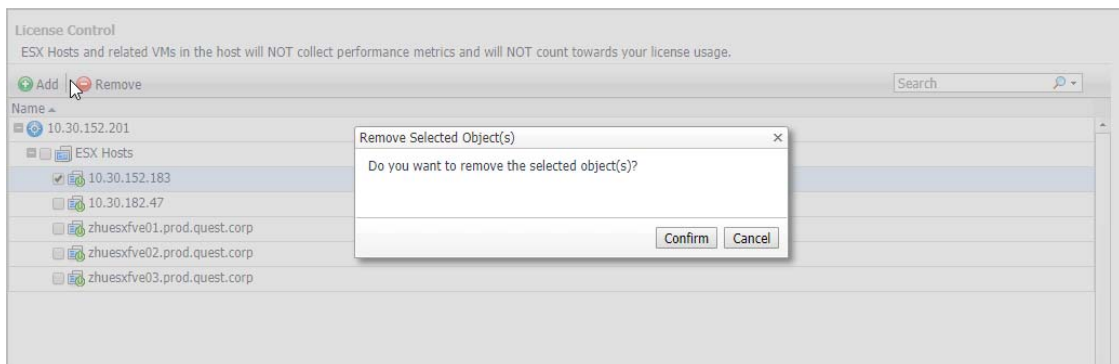 License Control
ESX Hosts and related VMs in the host will NOT collect performance metrics and will NOT count towards your license usage.
Add Remove Search
Name
10.30.152.201
ESX Hosts
10.30.152.183
10.30.182.47
zhuesxfve01.prod.quest.corp
zhuesxfve02.prod.quest.corp
zhuesxfve03.prod.quest.corp
Remove Selected Object(s)
Do you want to remove the selected object(s)?
Confirm Cancel